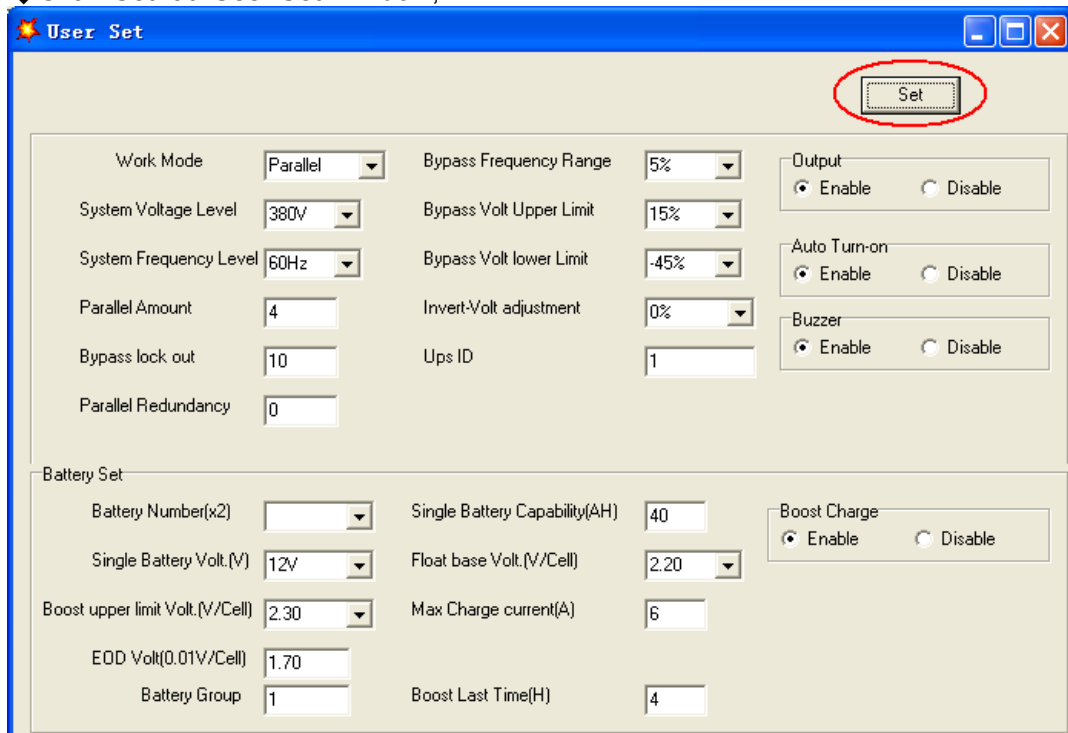 User Set
Set
Work Mode Parallel Bypass Frequency Range 5% Output
Enable Disable
System Voltage Level 380V Bypass Volt Upper Limit 15%
System Frequency Level 60Hz Bypass Volt lower Limit -45% Auto Turn-on
Enable Disable
Parallel Amount 4 Invert-Volt adjustment 0% Buzzer
Enable Disable
Bypass lock out 10 Ups ID 1
Parallel Redundancy 0
Battery Set
Battery Number(x2) Single Battery Capability(AH) 40 Boost Charge
Enable Disable
Single Battery Volt.(V) 12V Float base Volt.(V/Cell) 2.20
Boost upper limit Volt.(V/Cell) 2.30 Max Charge current(A) 6
EOD Volt(0.01V/Cell) 1.70
Battery Group 1 Boost Last Time(H) 4